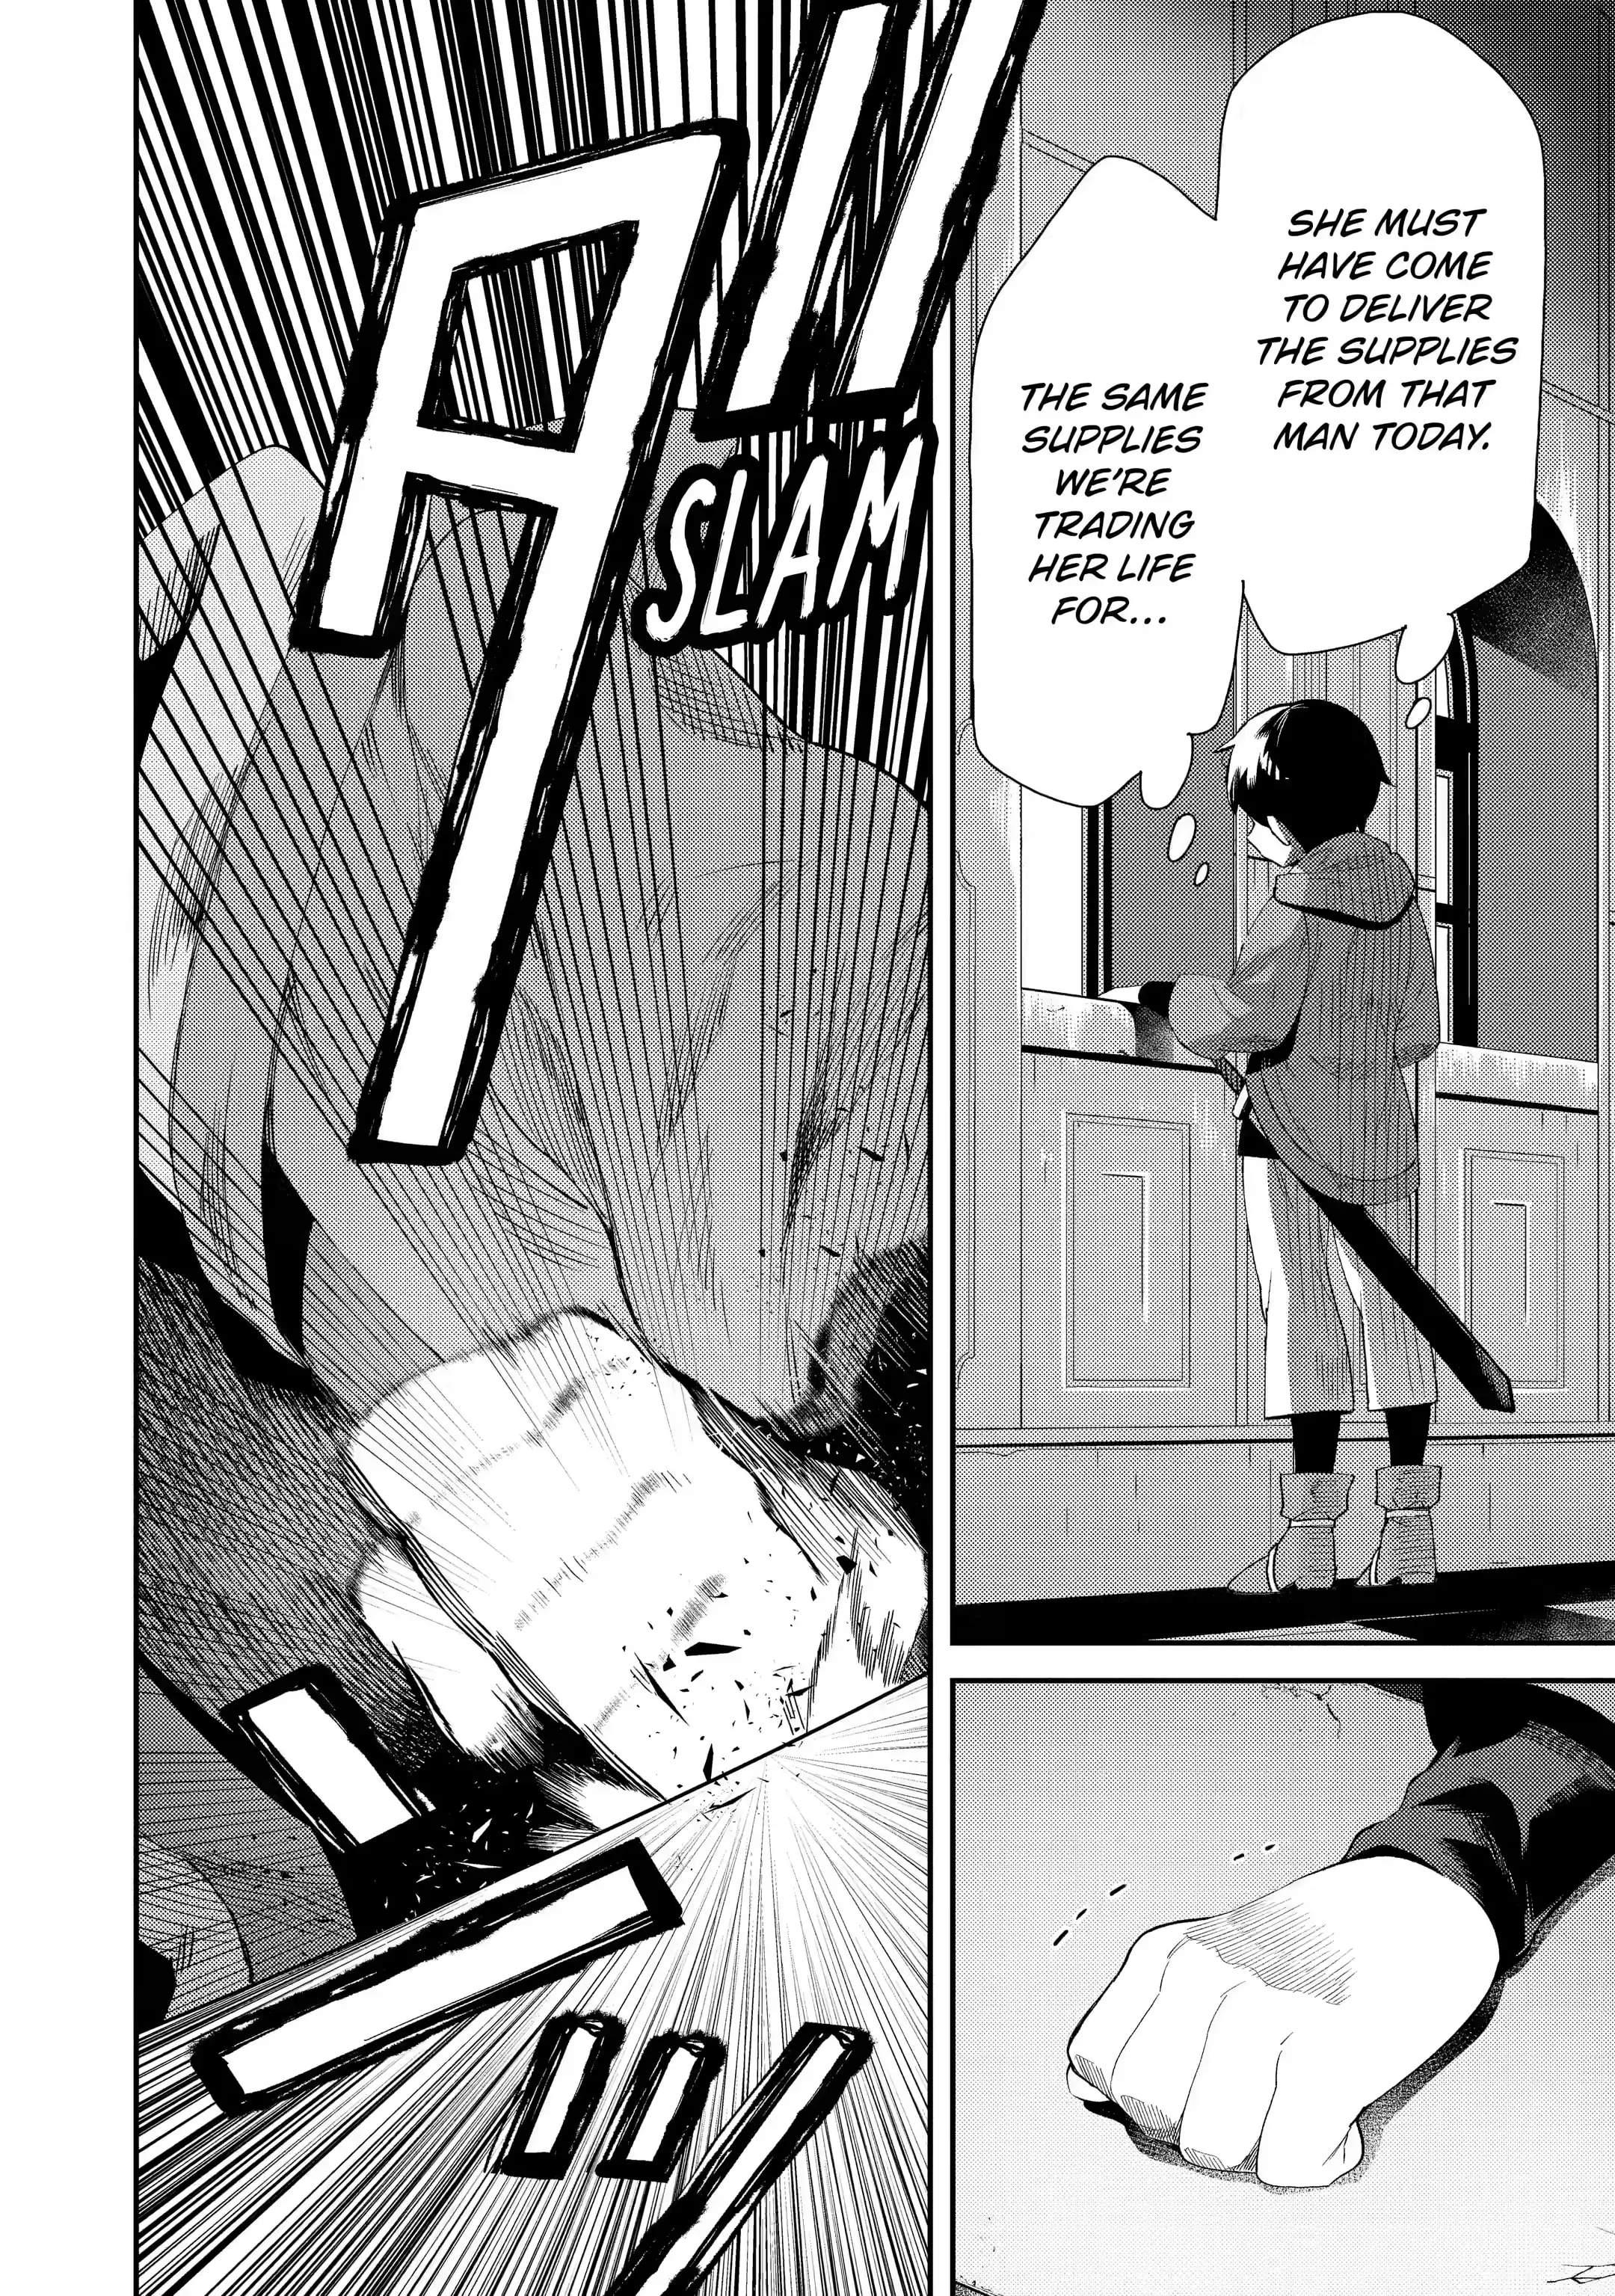 SHE MUST
HAVE COME
TO DELIVER
THE SUPPLIES
FROM THAT
MAN TODAY.
THE SAME
SUPPLIES
WE'RE
TRADING
HER LIFE
FOR...
SLAM